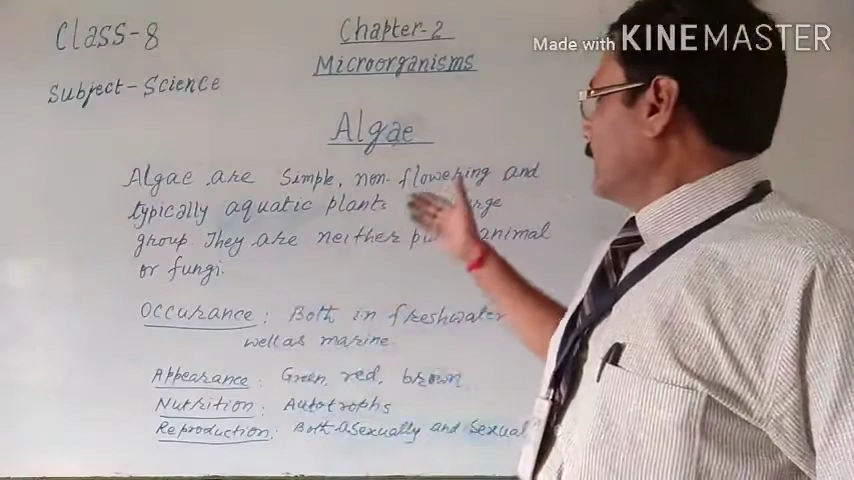 Class-8
Chapter-2
Made with KINEMASTER
Subject-Science
Microorganisms
Algae
Algae are Simple, non-flowering and
typically aquatic plants
group. They are neither animal
or fungi.
Occurance: Both in freshwater
well as marine
Appearance: Green, red, brown
Nutrition: Autotrophs
Reproduction: Both Asexually and Sexual